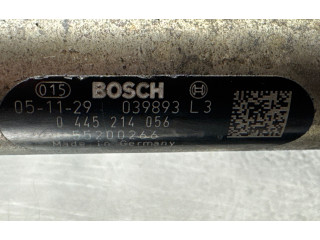 015 BOSCH
05-11-29 039893 L3
0 445 214 056
55200266
Made in Germany